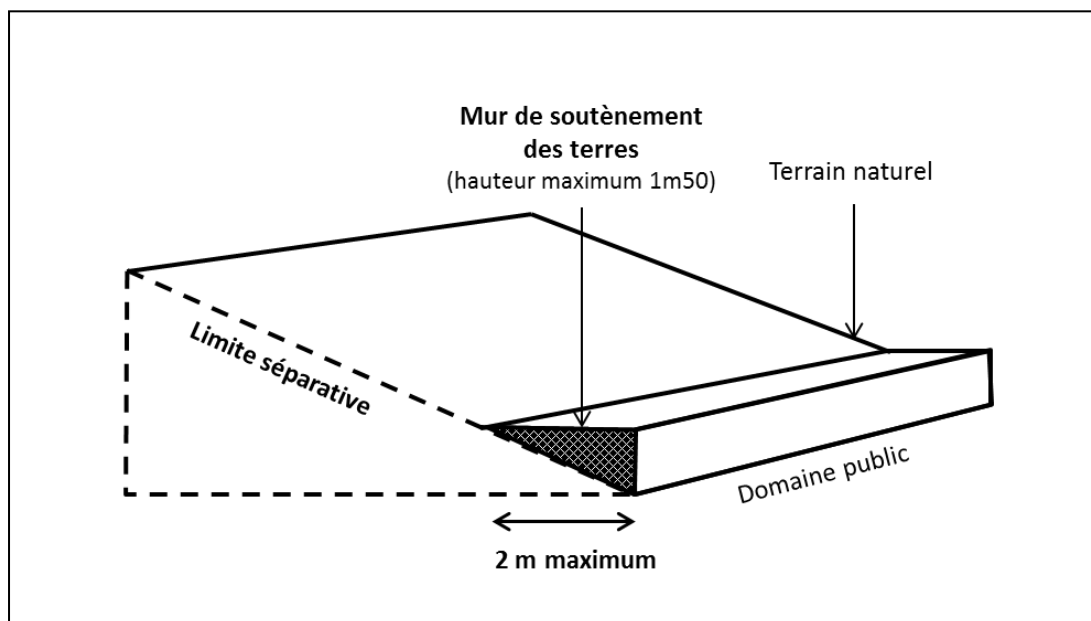 Mur de soutènement
des terres
(hauteur maximum 1m50)
Terrain naturel
Limite séparative
Domaine public
2 m maximum